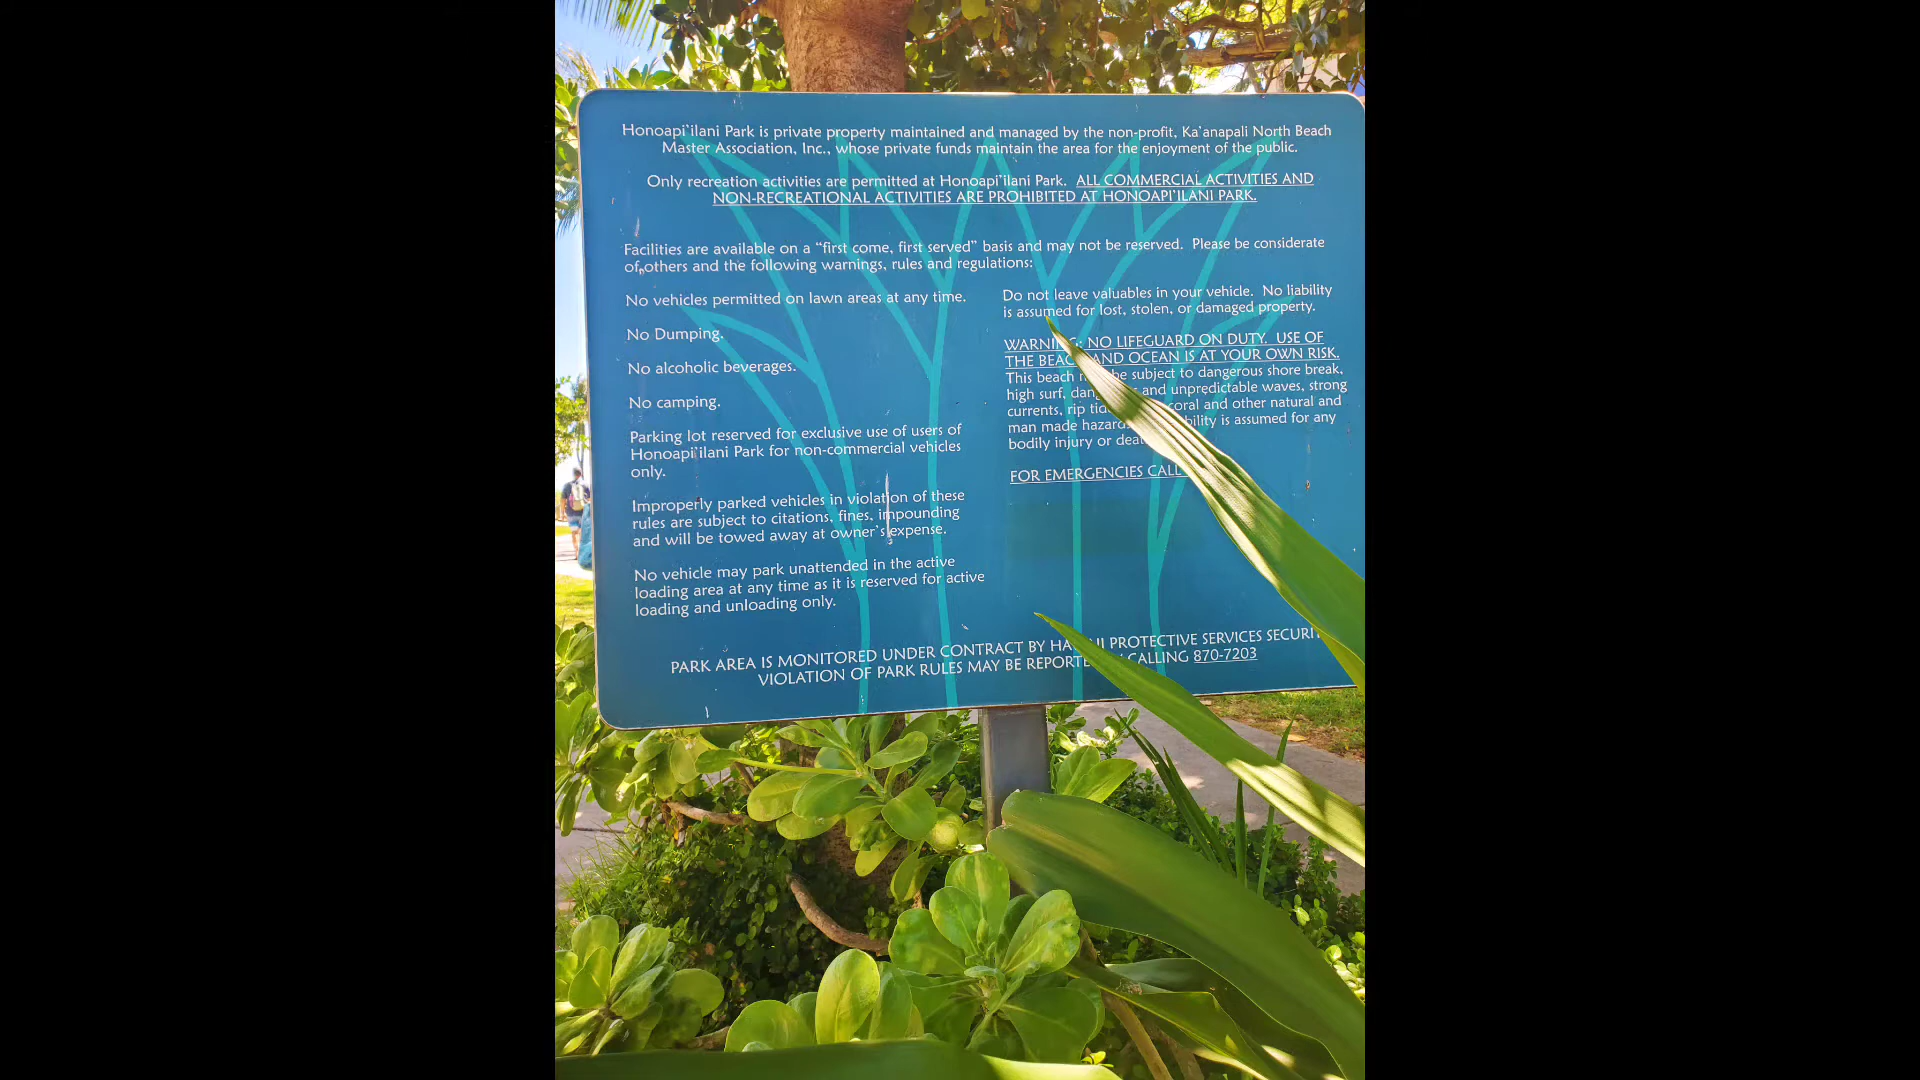 Honoapi'ilani Park is private property maintained and managed by the non-profit, Ka'anapali North Beach
Master Association, Inc., whose private funds maintain the area for the enjoyment of the public.
Only recreation activities are permitted at Honoapi'ilani Park. ALL COMMERCIAL ACTIVITIES AND
NON-RECREATIONAL ACTIVITIES ARE PROHIBITED AT HONOAPI'ILANI PARK.
Facilities are available on a "first come, first served" basis and may not be reserved. Please be considerate
of others and the following warnings, rules and regulations:
No vehicles permitted on lawn areas at any time.
No Dumping.
No alcoholic beverages.
No camping.
Parking lot reserved for exclusive use of users of
Honoapi'ilani Park for non-commercial vehicles
only.
Improperly parked vehicles in violation of these
rules are subject to citations, fines, impounding
and will be towed away at owner's expense.
No vehicle may park unattended in the active
loading area at any time as it is reserved for active
loading and unloading only.
Do not leave valuables in your vehicle. No liability
is assumed for lost, stolen, or damaged property.
WARNING: NO LIFEGUARD ON DUTY. USE OF
THE BEACH AND OCEAN IS AT YOUR OWN RISK.
This beach be subject to dangerous shore break,
high surf, and unpredictable waves, strong
currents, rip coral and other natural and
man made is assumed for any
bodily injury or
FOR EMERGENCIES CALL
PARK AREA IS MONITORED UNDER CONTRACT BY PROTECTIVE SERVICES
VIOLATION OF PARK RULES MAY BE CALLING 870-7203